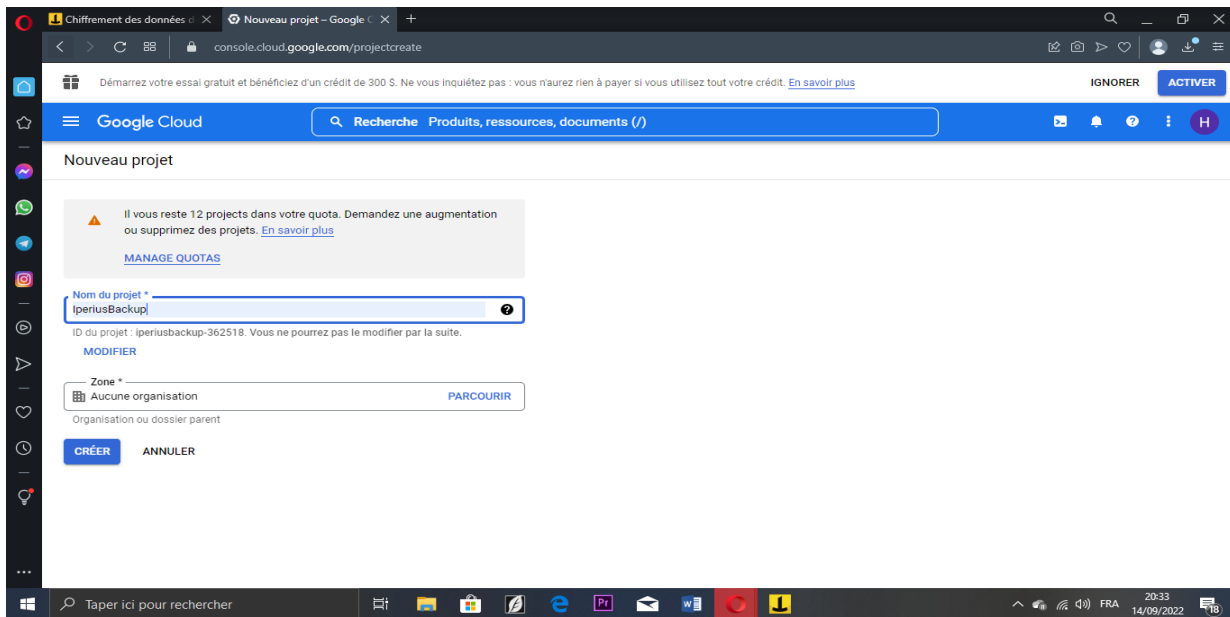 Chiffrement des données d
Nouveau projet – Google C
console.cloud.google.com/projectcreate
Démarrez votre essai gratuit et bénéficiez d'un crédit de 300 $. Ne vous inquiétez pas : vous n'aurez rien à payer si vous utilisez tout votre crédit. En savoir plus
IGNORER
ACTIVER
Google Cloud
Recherche Produits, ressources, documents (/)
H
Nouveau projet
Il vous reste 12 projects dans votre quota. Demandez une augmentation
ou supprimez des projets. En savoir plus
MANAGE QUOTAS
Nom du projet *
IperiusBackup
ID du projet : iperiusbackup-362518. Vous ne pourrez pas le modifier par la suite.
MODIFIER
Zone *
Aucune organisation
PARCOURIR
Organisation ou dossier parent
CRÉER
ANNULER
Taper ici pour rechercher
Pr
FRA
20:33
14/09/2022
18